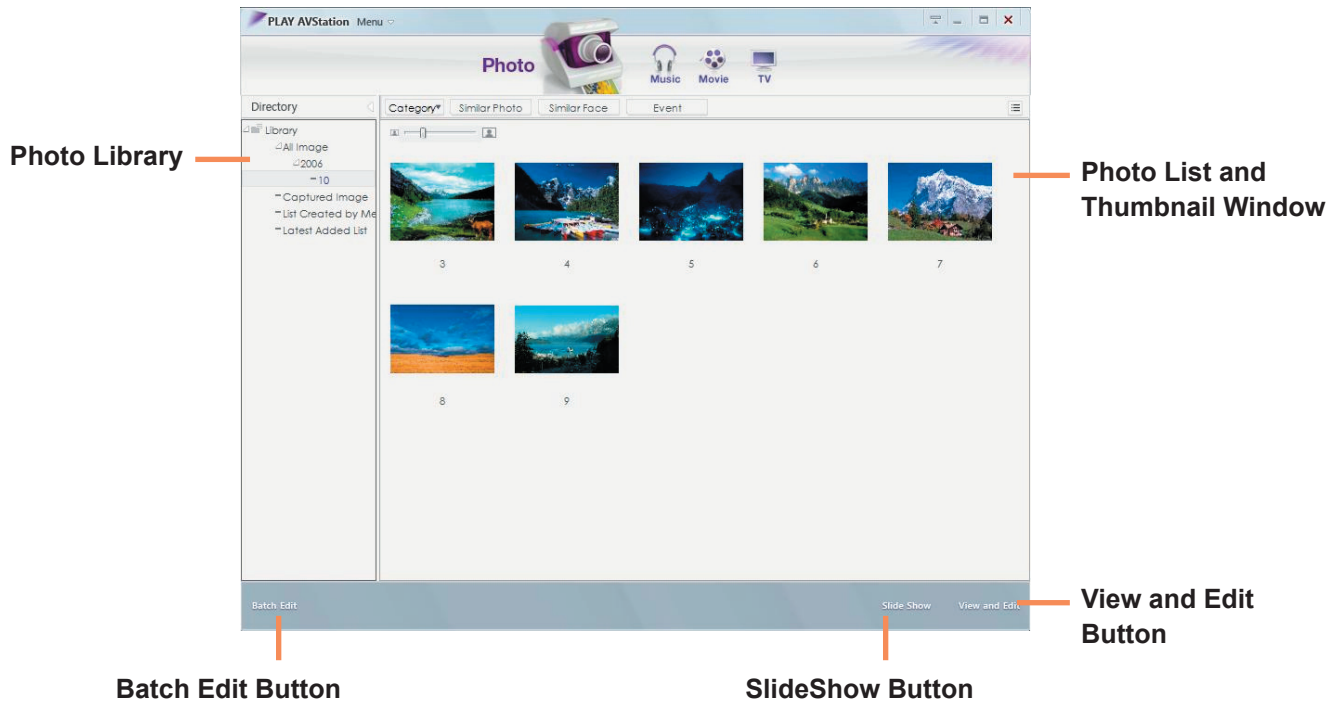 PLAY AVStation Menu
Photo
Music
Movie
TV
Directory
Category
Similar Photo
Similar Face
Event
Library
All Image
2006
10
Captured Image
List Created by Me
Latest Added List
3
4
5
6
7
8
9
Batch Edit
Slide Show
View and Edit
Photo Library
Photo List and
Thumbnail Window
View and Edit
Button
Batch Edit Button
SlideShow Button